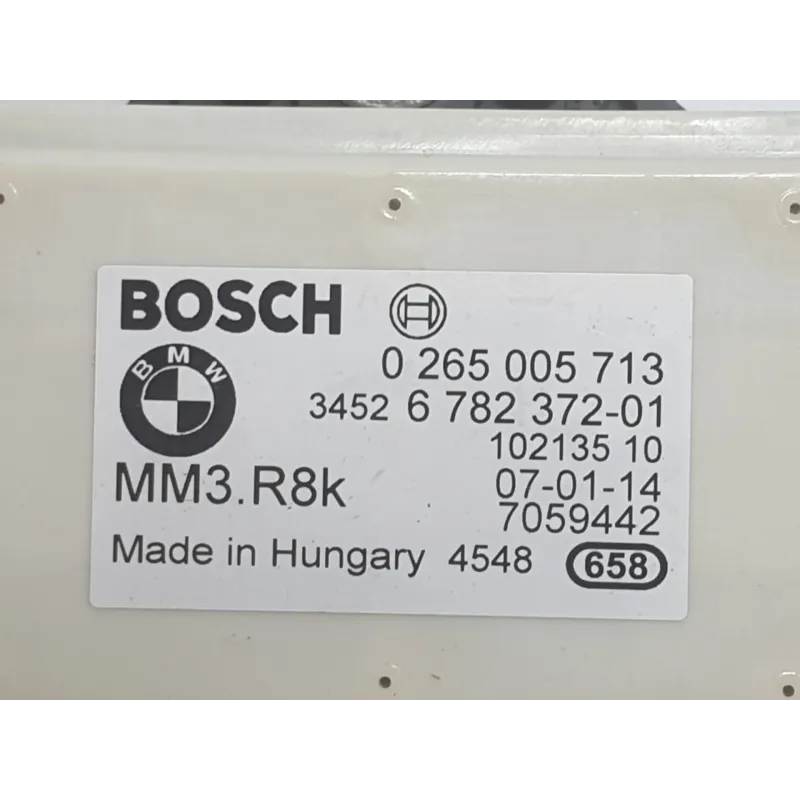 BOSCH
BMW
0 265 005 713
3452 6 782 372-01
102135 10
MM3.R8k 07-01-14
7059442
Made in Hungary 4548 658